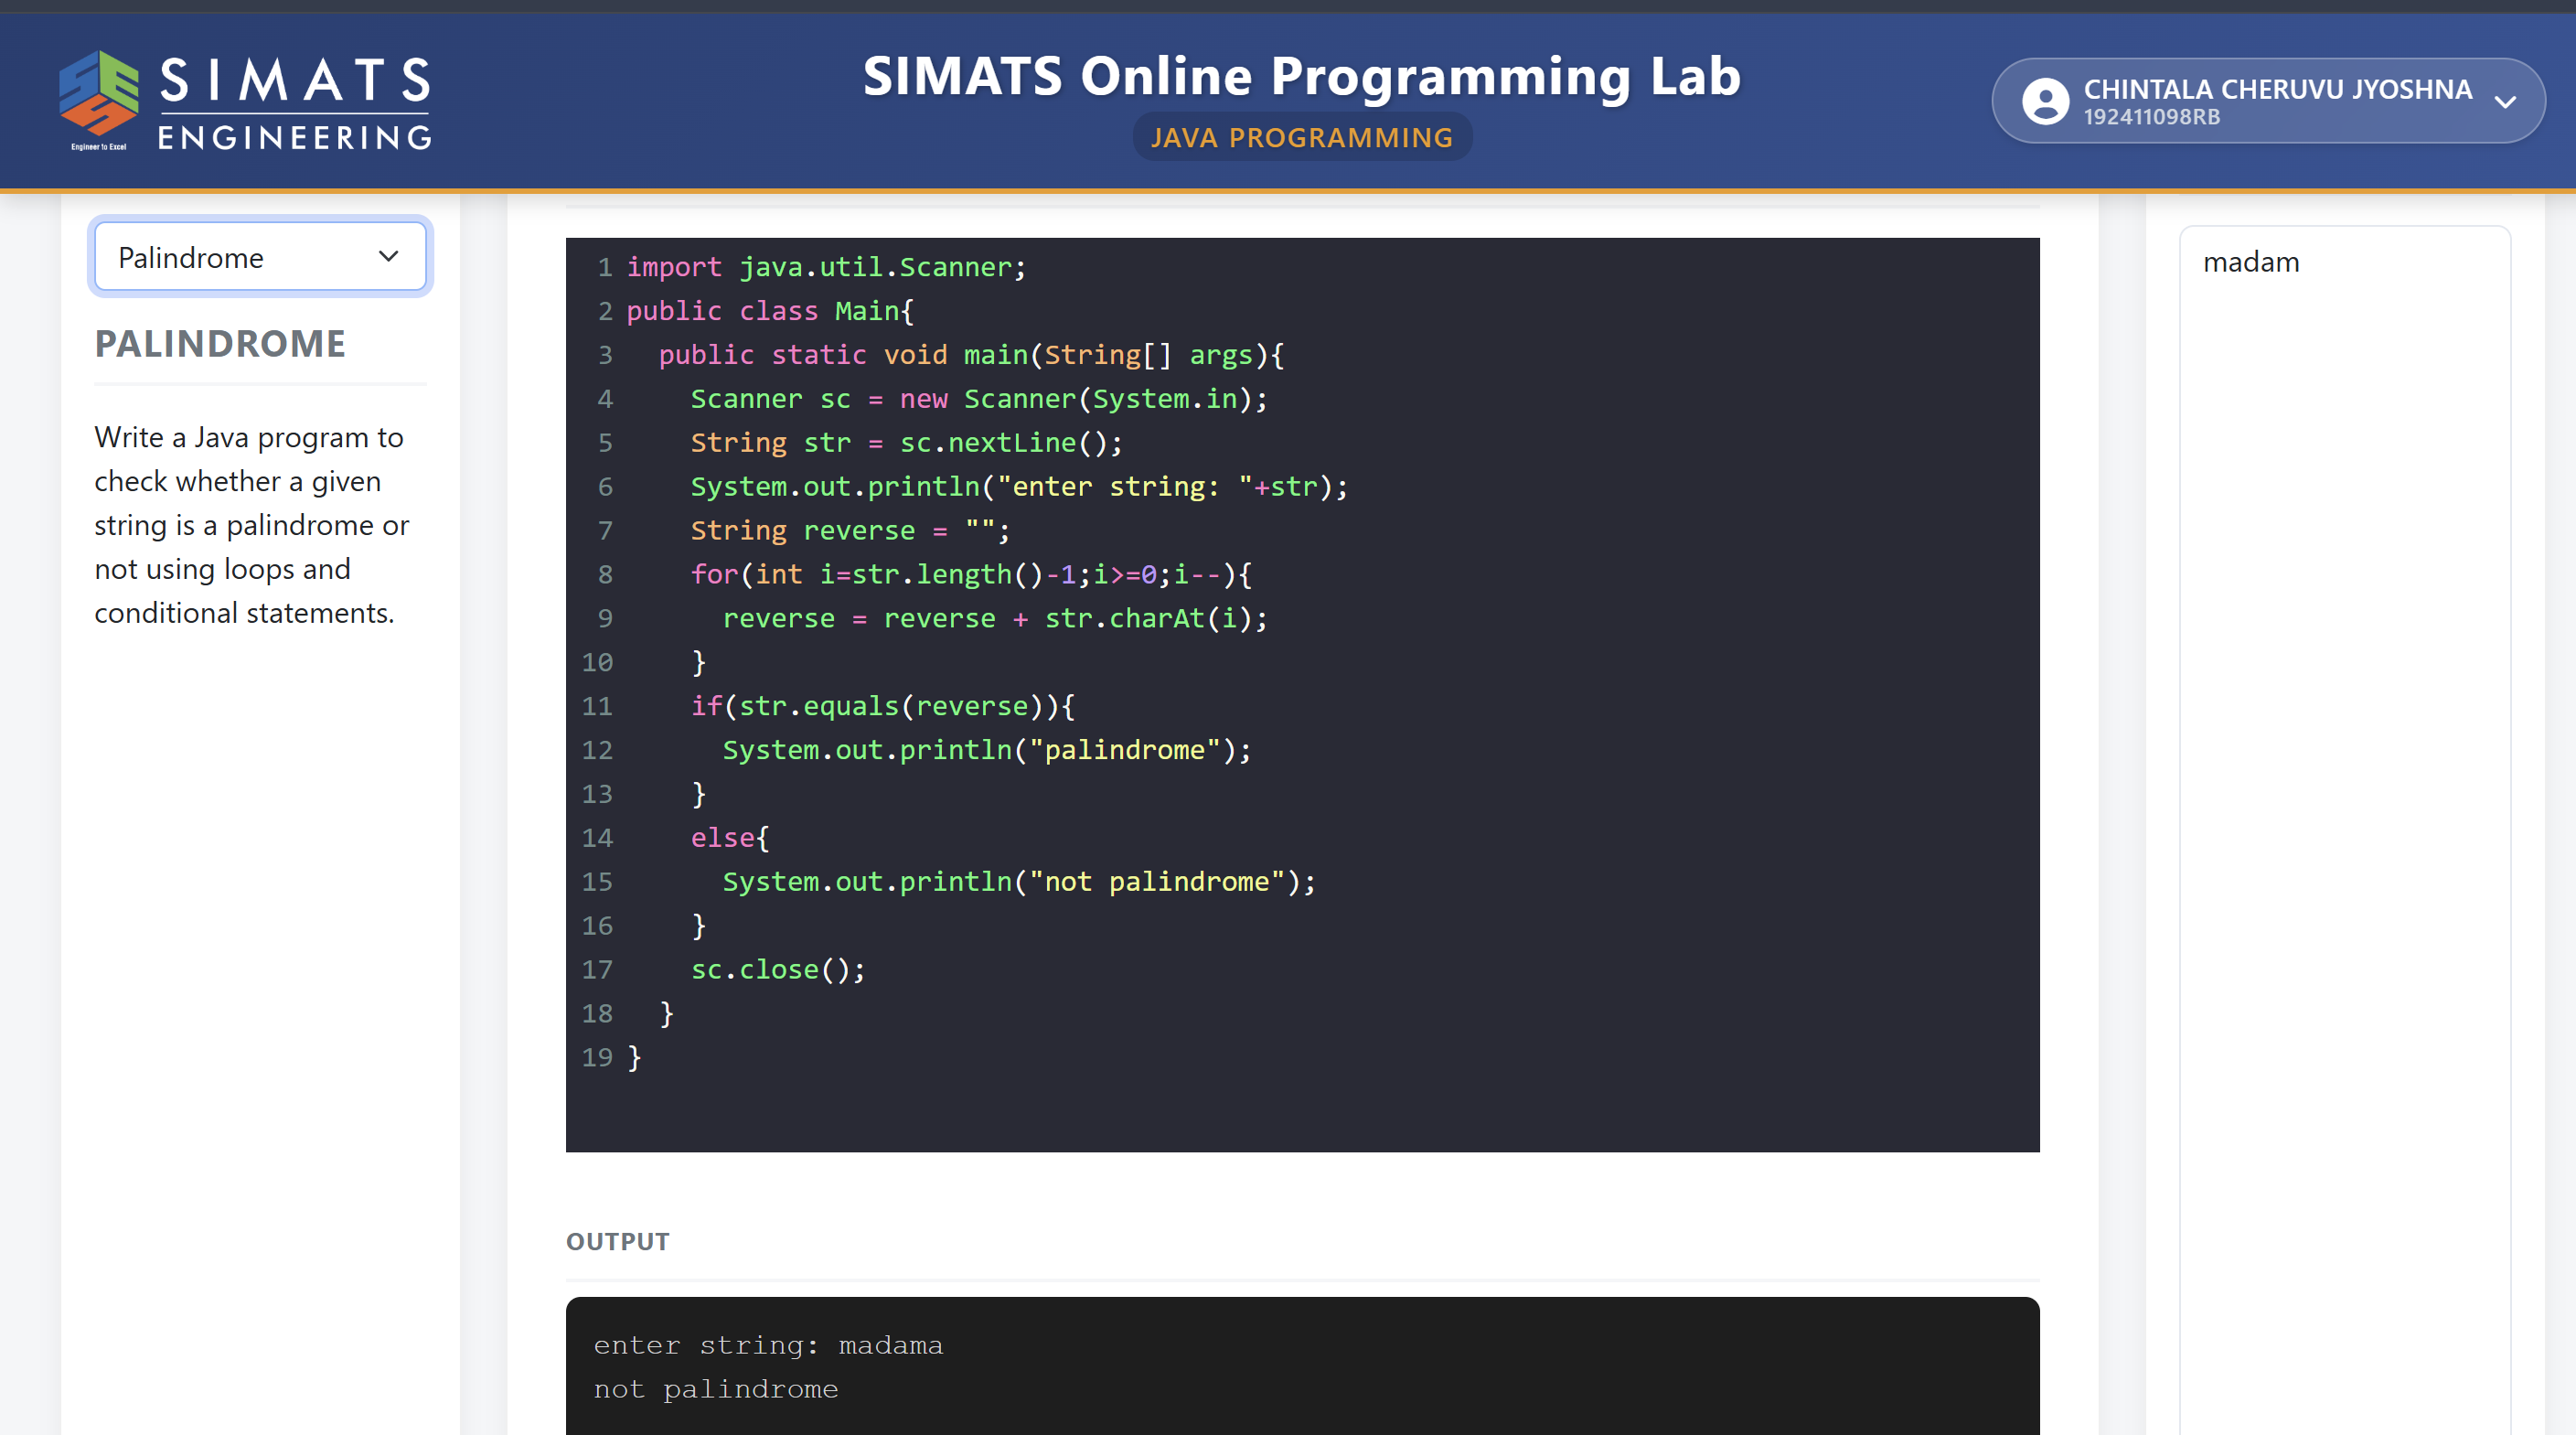 SIMATS
ENGINEERING
Engineer to Excel
SIMATS Online Programming Lab
JAVA PROGRAMMING
CHINTALA CHERUVU JYOSHNA
192411098RB
Palindrome
PALINDROME
Write a Java program to
check whether a given
string is a palindrome or
not using loops and
conditional statements.
1 import java.util.Scanner;
2 public class Main{
3   public static void main(String[] args){
4     Scanner sc = new Scanner(System.in);
5     String str = sc.nextLine();
6     System.out.println("enter string: "+str);
7     String reverse = "";
8     for(int i=str.length()-1;i>=0;i--){
9       reverse = reverse + str.charAt(i);
10     }
11     if(str.equals(reverse)){
12       System.out.println("palindrome");
13     }
14     else{
15       System.out.println("not palindrome");
16     }
17     sc.close();
18   }
19 }
OUTPUT
enter string: madama
not palindrome
madam